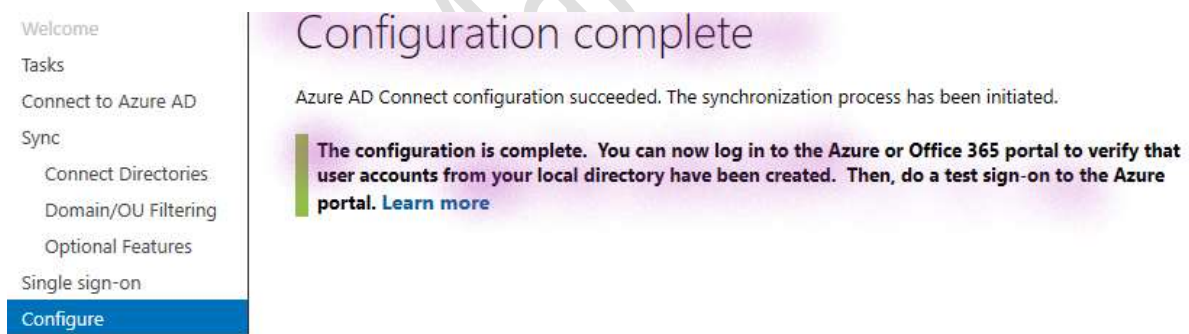 Welcome
Tasks
Connect to Azure AD
Sync
Connect Directories
Domain/OU Filtering
Optional Features
Single sign-on
Configure
Configuration complete
Azure AD Connect configuration succeeded. The synchronization process has been initiated.
The configuration is complete. You can now log in to the Azure or Office 365 portal to verify that
user accounts from your local directory have been created. Then, do a test sign-on to the Azure
portal. Learn more